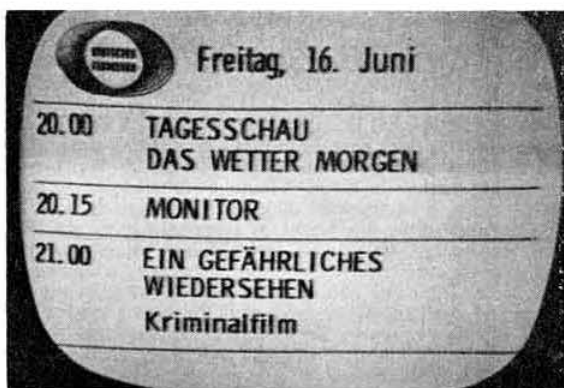 Freitag, 16. Juni
20.00 TAGESSCHAU
DAS WETTER MORGEN
20.15 MONITOR
21.00 EIN GEFÄHRLICHES
WIEDERSEHEN
Kriminalfilm